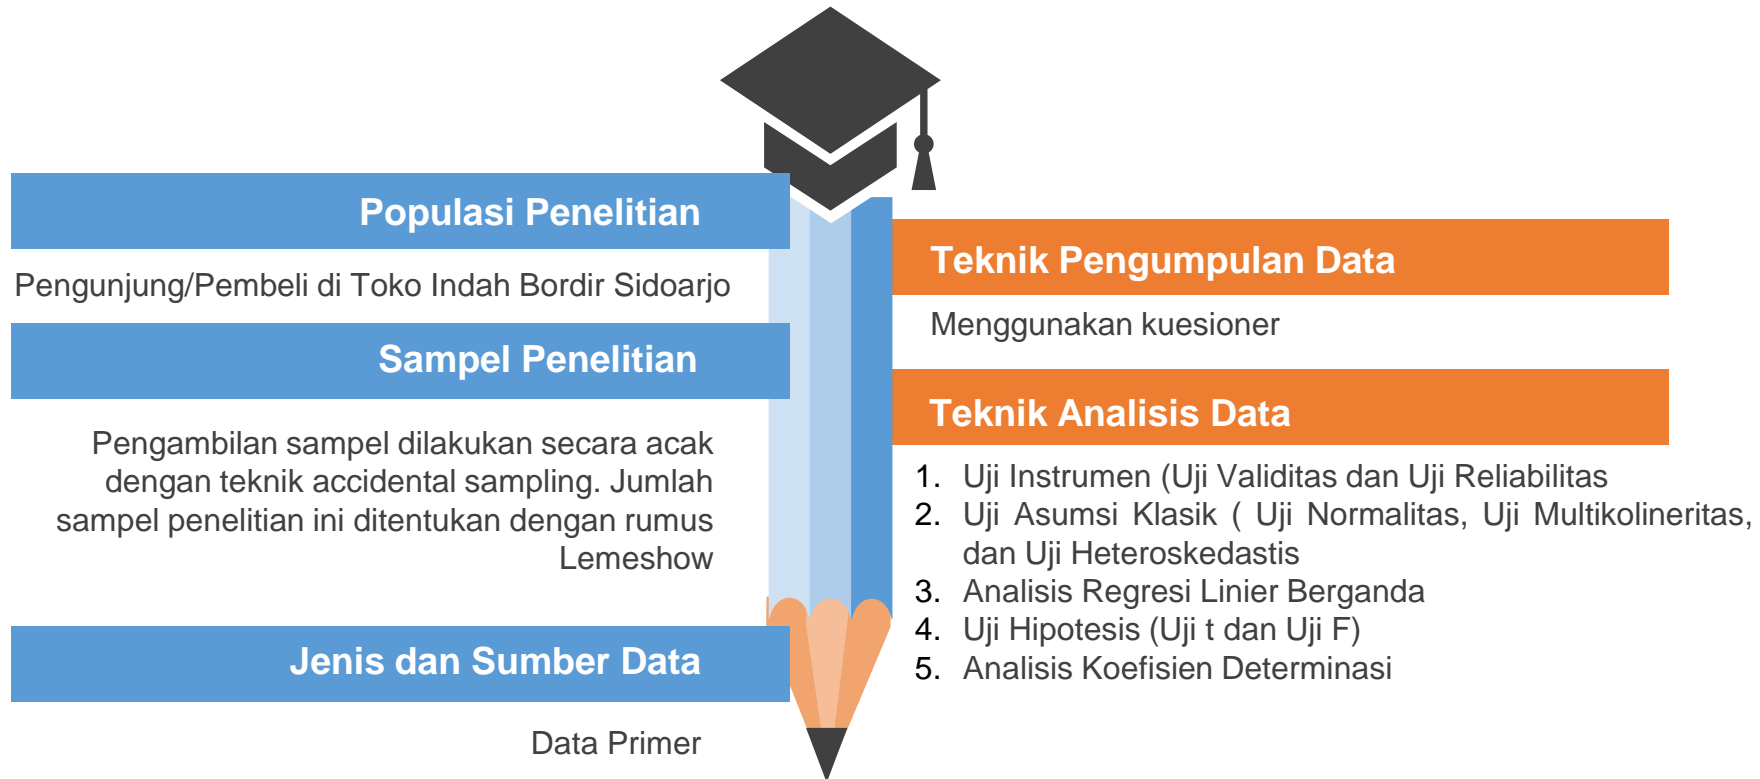 Populasi Penelitian
Pengunjung/Pembeli di Toko Indah Bordir Sidoarjo
Sampel Penelitian
Pengambilan sampel dilakukan secara acak
dengan teknik accidental sampling. Jumlah
sampel penelitian ini ditentukan dengan rumus
Lemeshow
Jenis dan Sumber Data
Data Primer
Teknik Pengumpulan Data
Menggunakan kuesioner
Teknik Analisis Data
1. Uji Instrumen (Uji Validitas dan Uji Reliabilitas
2. Uji Asumsi Klasik ( Uji Normalitas, Uji Multikolineritas,
dan Uji Heteroskedastis
3. Analisis Regresi Linier Berganda
4. Uji Hipotesis (Uji t dan Uji F)
5. Analisis Koefisien Determinasi